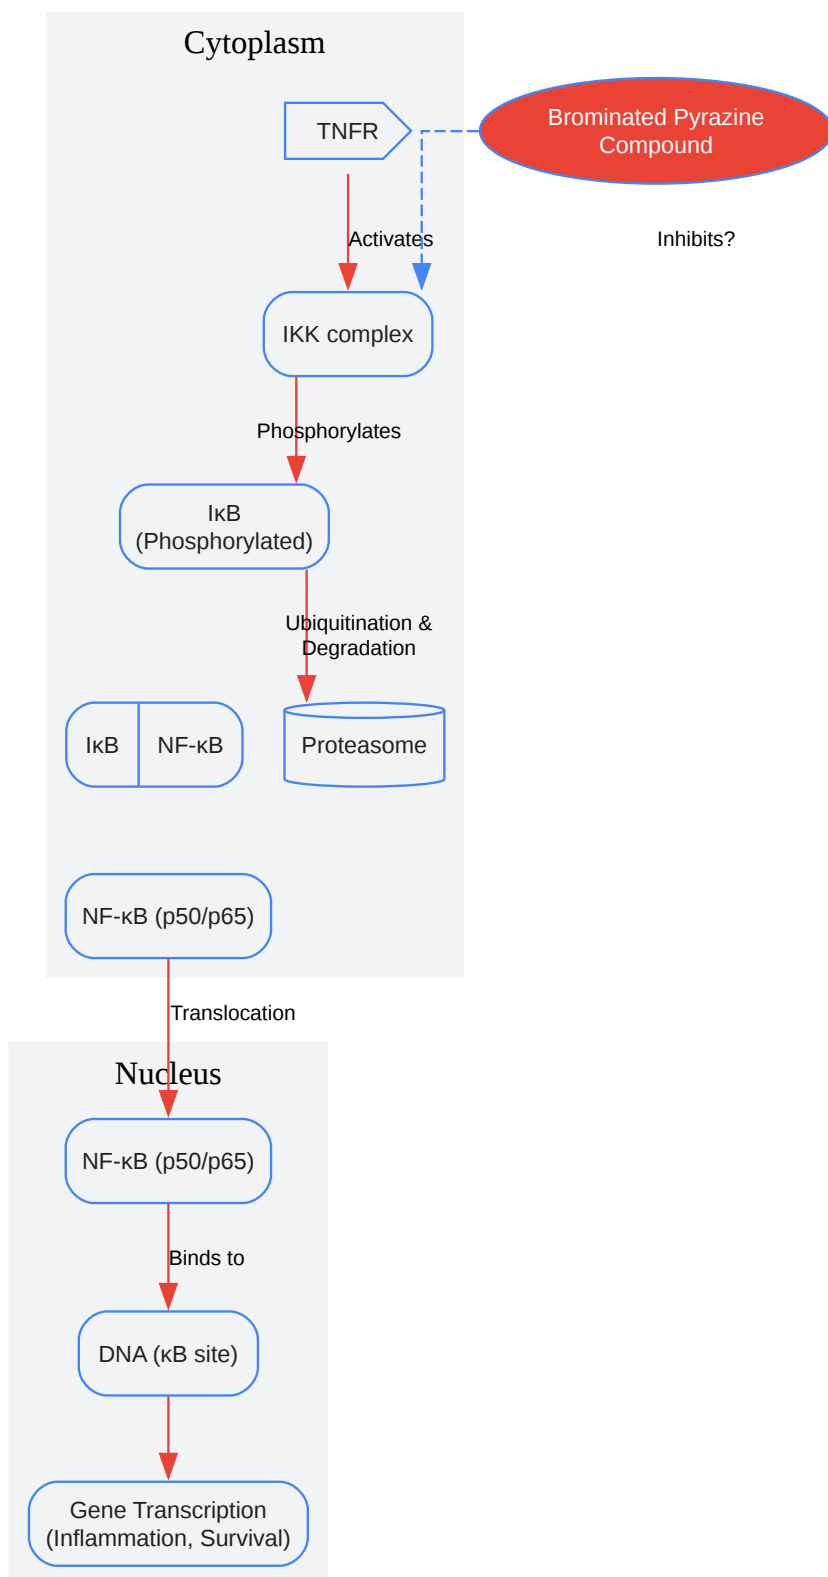 Cytoplasm
TNFR
Brominated Pyrazine
Compound
Activates
Inhibits?
IKK complex
Phosphorylates
IκB
(Phosphorylated)
Ubiquitination &
Degradation
IκB
NF-κB
Proteasome
NF-κB (p50/p65)
Translocation
Nucleus
NF-κB (p50/p65)
Binds to
DNA (κB site)
Gene Transcription
(Inflammation, Survival)